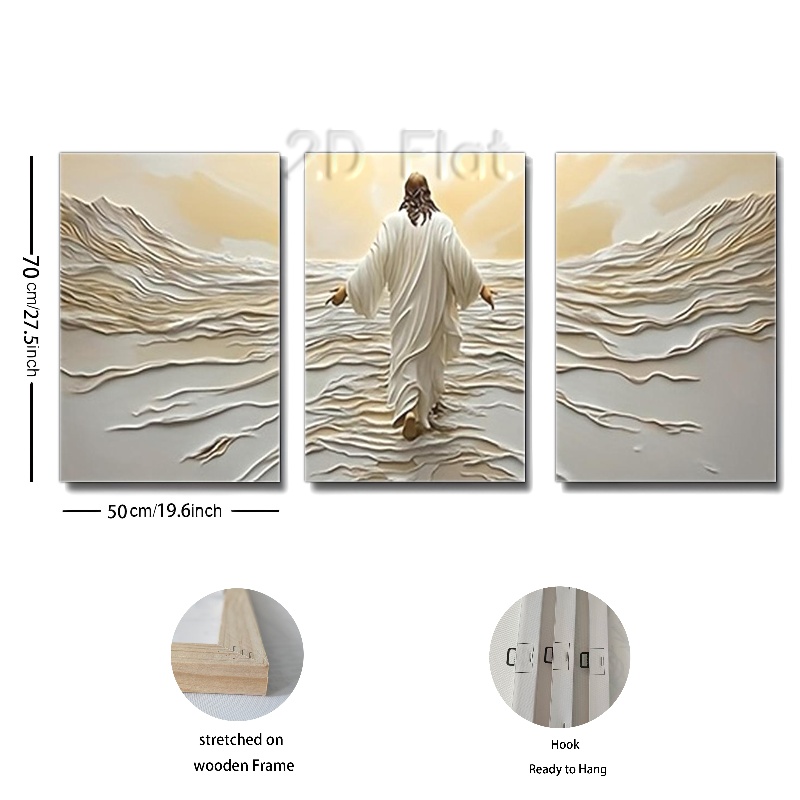 2D Flat
70 cm/27.5inch
50cm/19.6inch
stretched on
wooden Frame
Hook
Ready to Hang